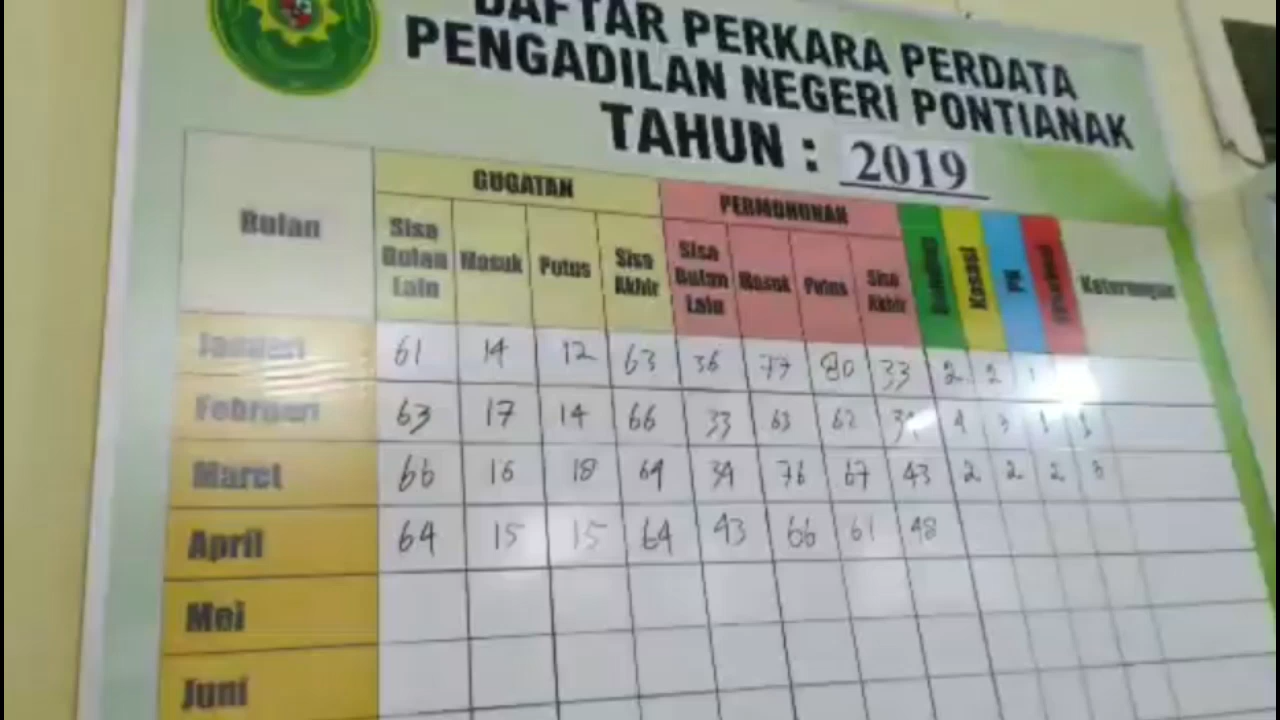 DAFTAR PERKARA PERDATA
PENGADILAN NEGERI PONTIANAK
TAHUN : 2019
Bulan GUGATAN PERMOHONAN
Sisa Bulan Lalu Masuk Putus Sisa Akhir Sisa Bulan Lalu Masuk Putus Sisa Akhir Kasasi PK Keterangan
Januari 61 14 12 63 36 77 80 33 2 2 1
Februari 63 17 14 66 33 63 62 4 3 1 1
Maret 66 16 18 64 34 76 67 43 2 2 2 3
April 64 15 15 64 43 66 61 48
Mei
Juni